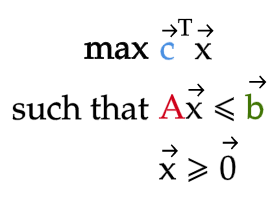 max c⃗ᵀx⃗
such that Ax⃗ ⩽ b⃗
x⃗ ⩾ 0⃗